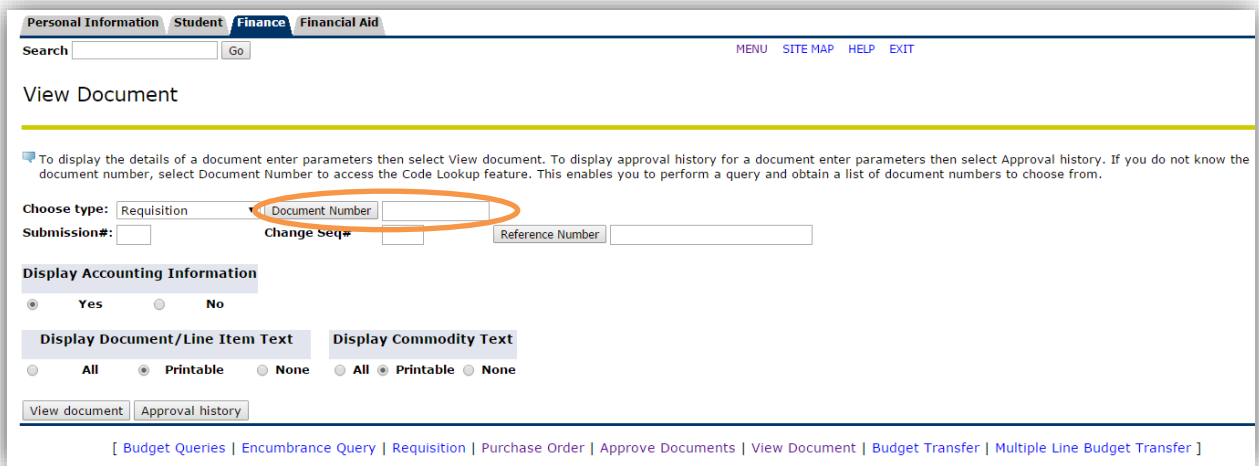 Personal Information Student Finance Financial Aid
Search Go MENU SITE MAP HELP EXIT
View Document
To display the details of a document enter parameters then select View document. To display approval history for a document enter parameters then select Approval history. If you do not know the
document number, select Document Number to access the Code Lookup feature. This enables you to perform a query and obtain a list of document numbers to choose from.
Choose type: Requisition Document Number
Submission#: Change Seq# Reference Number
Display Accounting Information
Yes No
Display Document/Line Item Text Display Commodity Text
All Printable None All Printable None
View document Approval history
[ Budget Queries | Encumbrance Query | Requisition | Purchase Order | Approve Documents | View Document | Budget Transfer | Multiple Line Budget Transfer ]